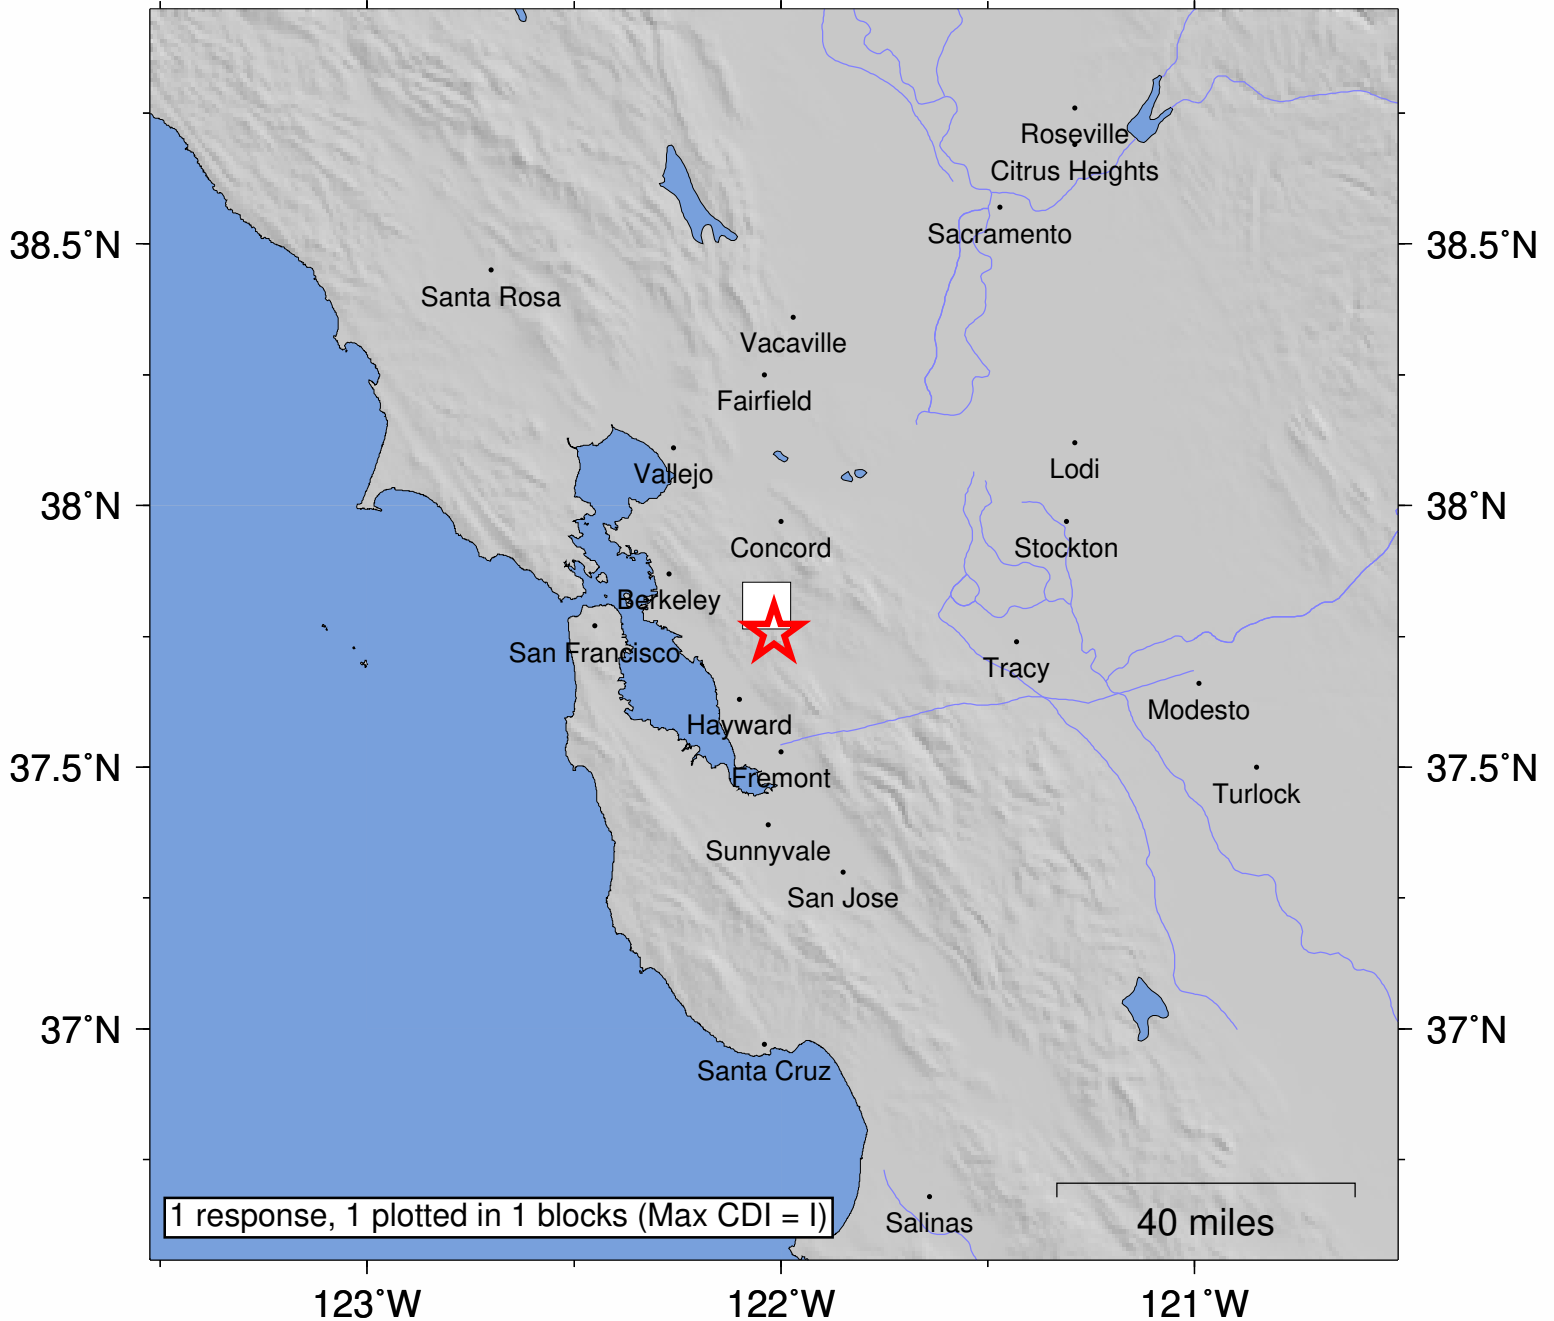 Roseville
Citrus Heights
Sacramento
38.5˚N
38.5˚N
Santa Rosa
Vacaville
Fairfield
Lodi
Vallejo
38˚N
38˚N
Concord
Stockton
Berkeley
San Francisco
Tracy
Modesto
Hayward
37.5˚N
37.5˚N
Fremont
Turlock
Sunnyvale
San Jose
37˚N
37˚N
Santa Cruz
1 response, 1 plotted in 1 blocks (Max CDI = I)
Salinas
40 miles
123˚W
122˚W
121˚W